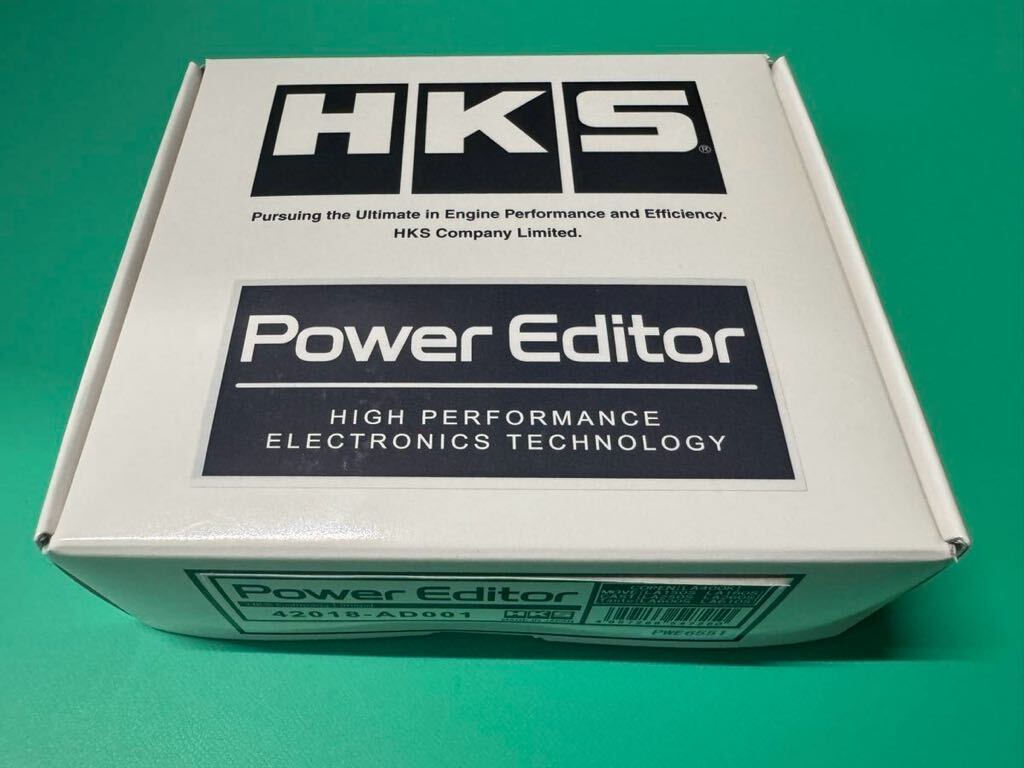 HKS®
Pursuing the Ultimate in Engine Performance and Efficiency.
HKS Company Limited.
Power Editor
HIGH PERFORMANCE
ELECTRONICS TECHNOLOGY
Power Editor
42018-AD001
HKS
PWE6551